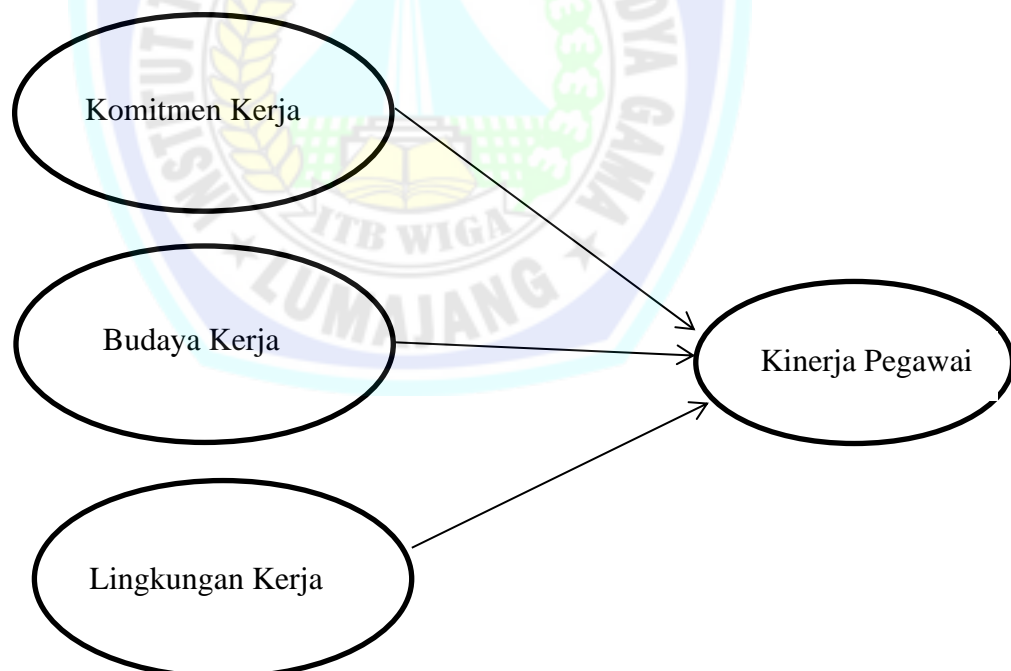 Komitmen Kerja
ITB WIGA
LUMAJANG
Budaya Kerja
Kinerja Pegawai
Lingkungan Kerja